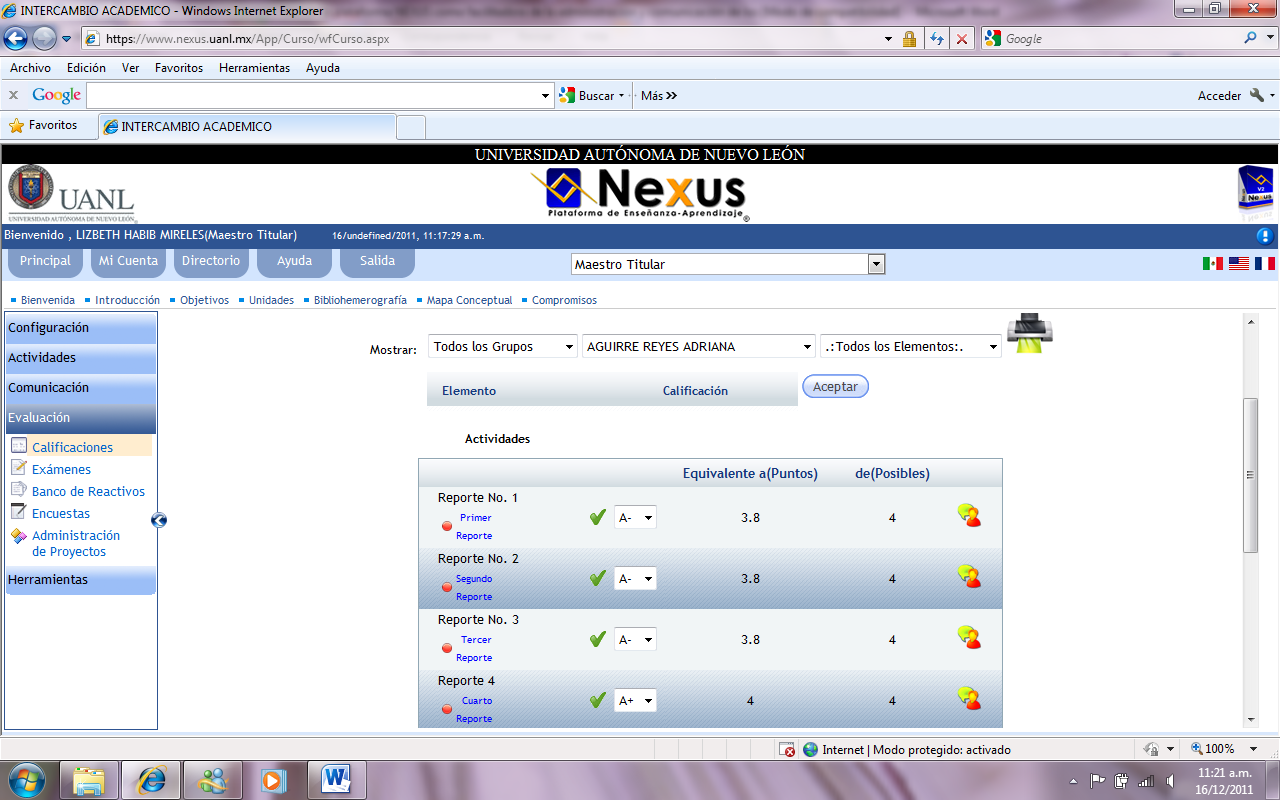 INTERCAMBIO ACADEMICO - Windows Internet Explorer
https://www.nexus.uanl.mx/App/Curso/wfCurso.aspx
Google
Archivo Edición Ver Favoritos Herramientas Ayuda
x Google Buscar Más >> Acceder
Favoritos INTERCAMBIO ACADEMICO
UNIVERSIDAD AUTÓNOMA DE NUEVO LEÓN
UANL
UNIVERSIDAD AUTÓNOMA DE NUEVO LEÓN
Nexus
Plataforma de Enseñanza-Aprendizaje®
V2
Nexus
Bienvenido , LIZBETH HABIB MIRELES(Maestro Titular) 16/undefined/2011, 11:17:29 a.m.
Principal Mi Cuenta Directorio Ayuda Salida Maestro Titular
Bienvenida Introducción Objetivos Unidades Bibliohemerografía Mapa Conceptual Compromisos
Configuración
Actividades
Comunicación
Evaluación
Calificaciones
Exámenes
Banco de Reactivos
Encuestas
Administración
de Proyectos
Herramientas
Mostrar: Todos los Grupos AGUIRRE REYES ADRIANA .:Todos los Elementos:.
Elemento Calificación Aceptar
Actividades
Equivalente a(Puntos) de(Posibles)
Reporte No. 1
Primer
Reporte
A- 3.8 4
Reporte No. 2
Segundo
Reporte
A- 3.8 4
Reporte No. 3
Tercer
Reporte
A- 3.8 4
Reporte 4
Cuarto
Reporte
A+ 4 4
Internet | Modo protegido: activado 100%
11:21 a.m.
16/12/2011